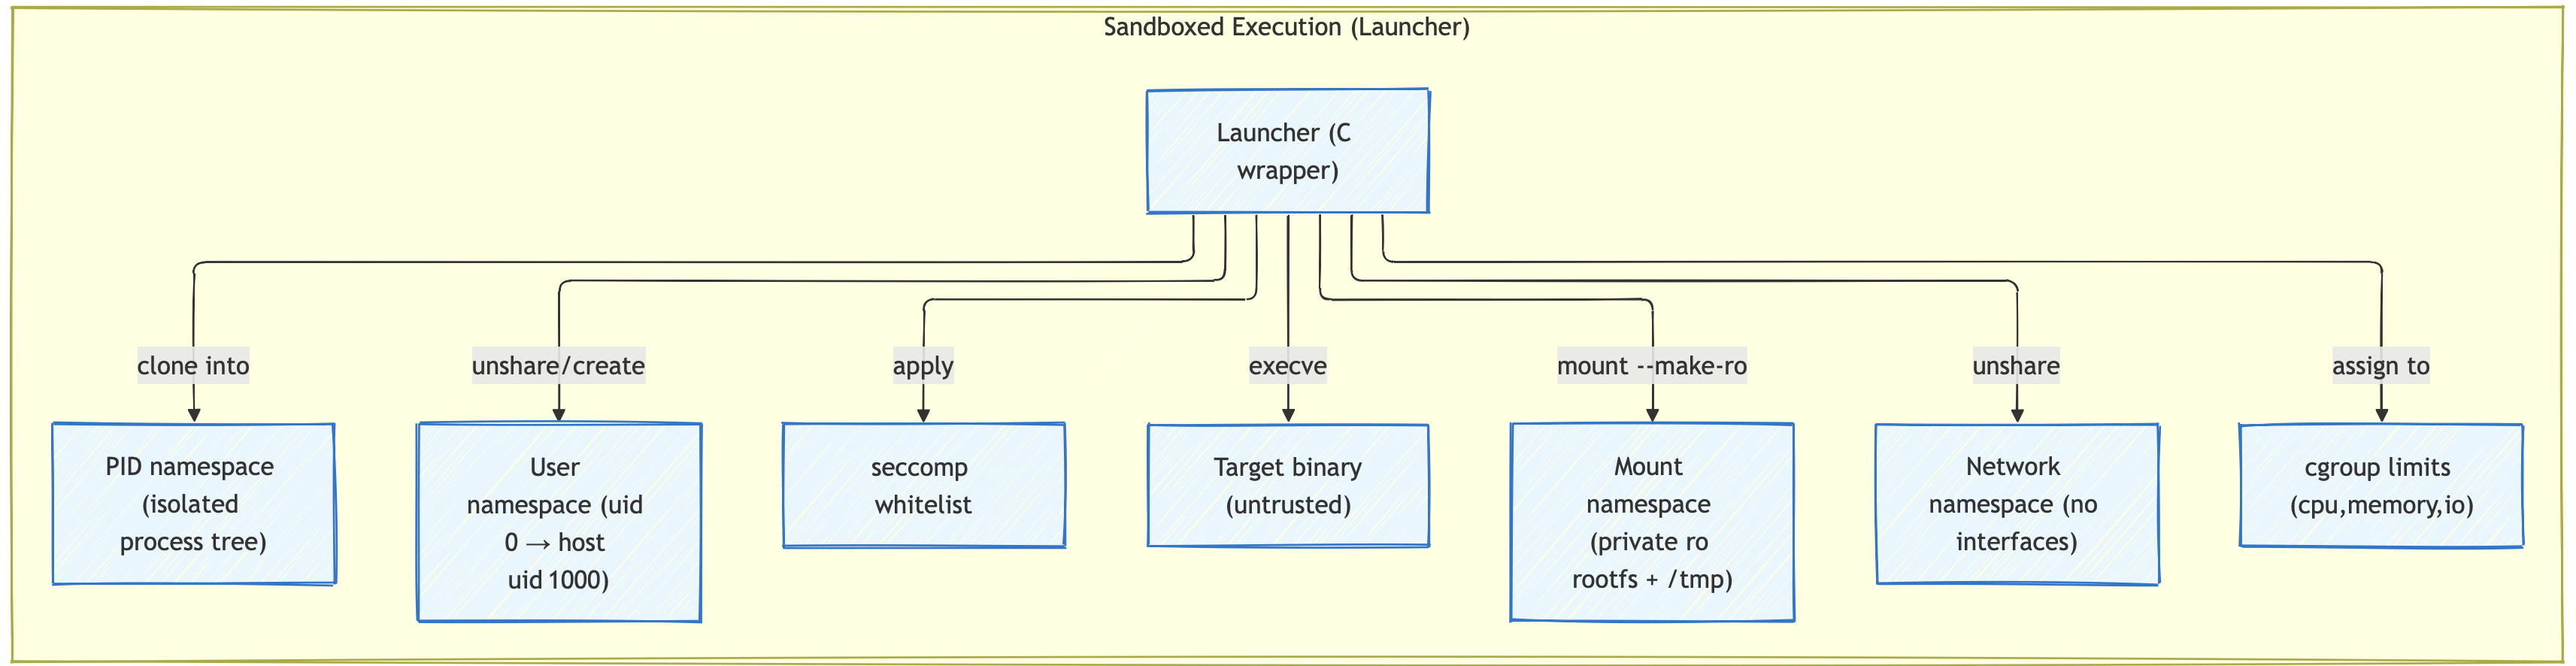 Sandboxed Execution (Launcher)
Launcher (C
wrapper)
clone into
unshare/create
apply
execve
mount --make-ro
unshare
assign to
PID namespace
(isolated
process tree)
User
namespace (uid
0 → host
uid 1000)
seccomp
whitelist
Target binary
(untrusted)
Mount
namespace
(private ro
rootfs + /tmp)
Network
namespace (no
interfaces)
cgroup limits
(cpu,memory,io)